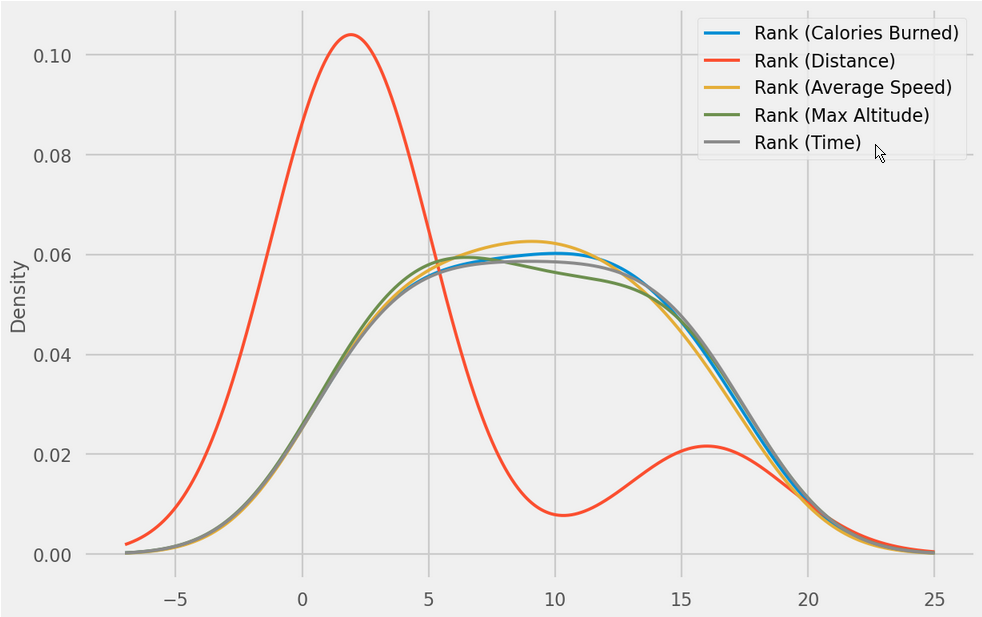 Rank (Calories Burned)
Rank (Distance)
Rank (Average Speed)
Rank (Max Altitude)
Rank (Time)
0.10
0.08
0.06
0.04
0.02
0.00
Density
−5 0 5 10 15 20 25